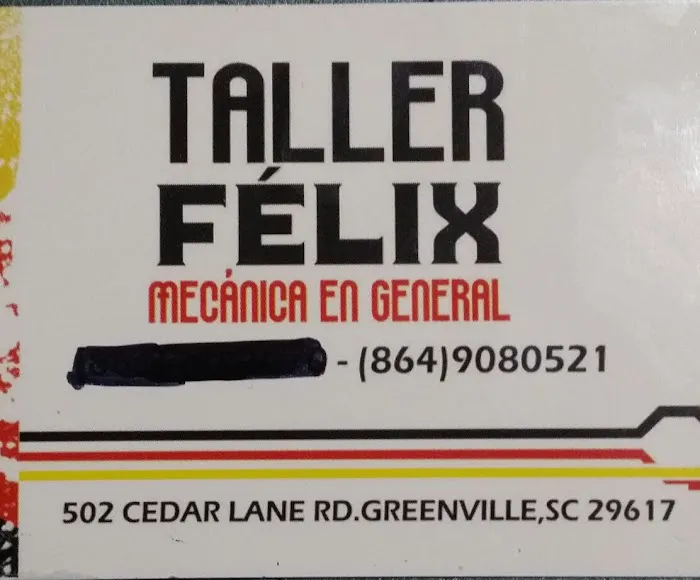 TALLER
FÉLIX
MECÁNICA EN GENERAL
- (864)9080521
502 CEDAR LANE RD.GREENVILLE,SC 29617